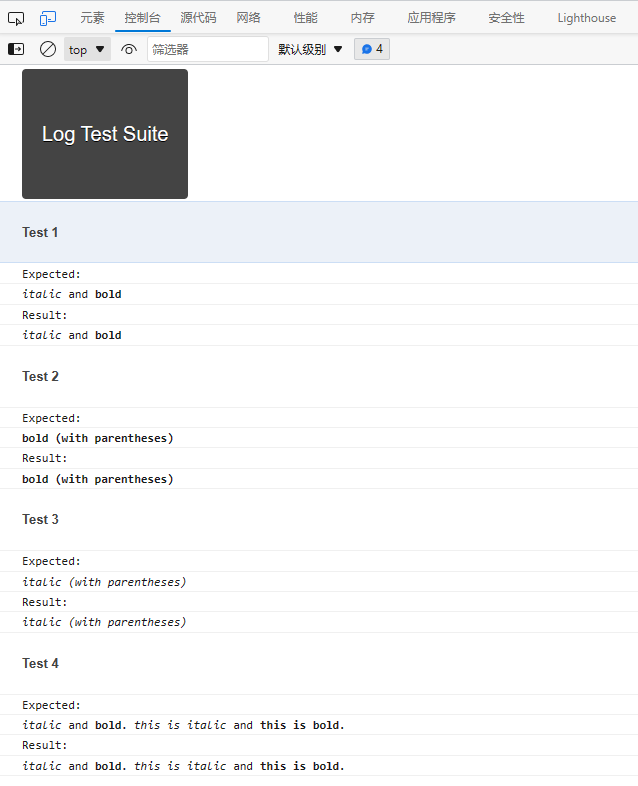 元素 控制台 源代码 网络 性能 内存 应用程序 安全性 Lighthouse
top 筛选器 默认级别 4
Log Test Suite
Test 1
Expected:
italic and bold
Result:
italic and bold
Test 2
Expected:
bold (with parentheses)
Result:
bold (with parentheses)
Test 3
Expected:
italic (with parentheses)
Result:
italic (with parentheses)
Test 4
Expected:
italic and bold. this is italic and this is bold.
Result:
italic and bold. this is italic and this is bold.